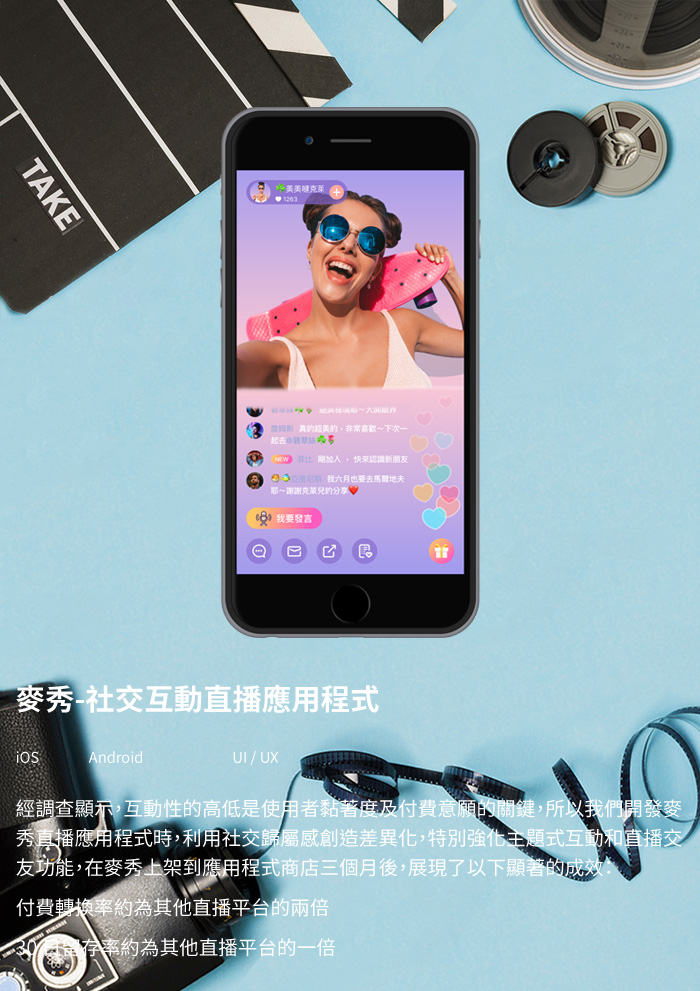 TAKE
美美噠克萊
1263
真的超美的,非常喜歡~下次一
起去@碧翠絲
NEW 菲比 剛加入,快來認識新朋友
我六月也要去馬爾地夫
耶~謝謝克萊兒的分享
我要發言
麥秀-社交互動直播應用程式
iOS Android UI / UX
經調查顯示,互動性的高低是使用者黏著度及付費意願的關鍵,所以我們開發麥
秀直播應用程式時,利用社交歸屬感創造差異化,特別強化主題式互動和直播交
友功能,在麥秀上架到應用程式商店三個月後,展現了以下顯著的成效:
付費轉換率約為其他直播平台的兩倍
30 日留存率約為其他直播平台的一倍